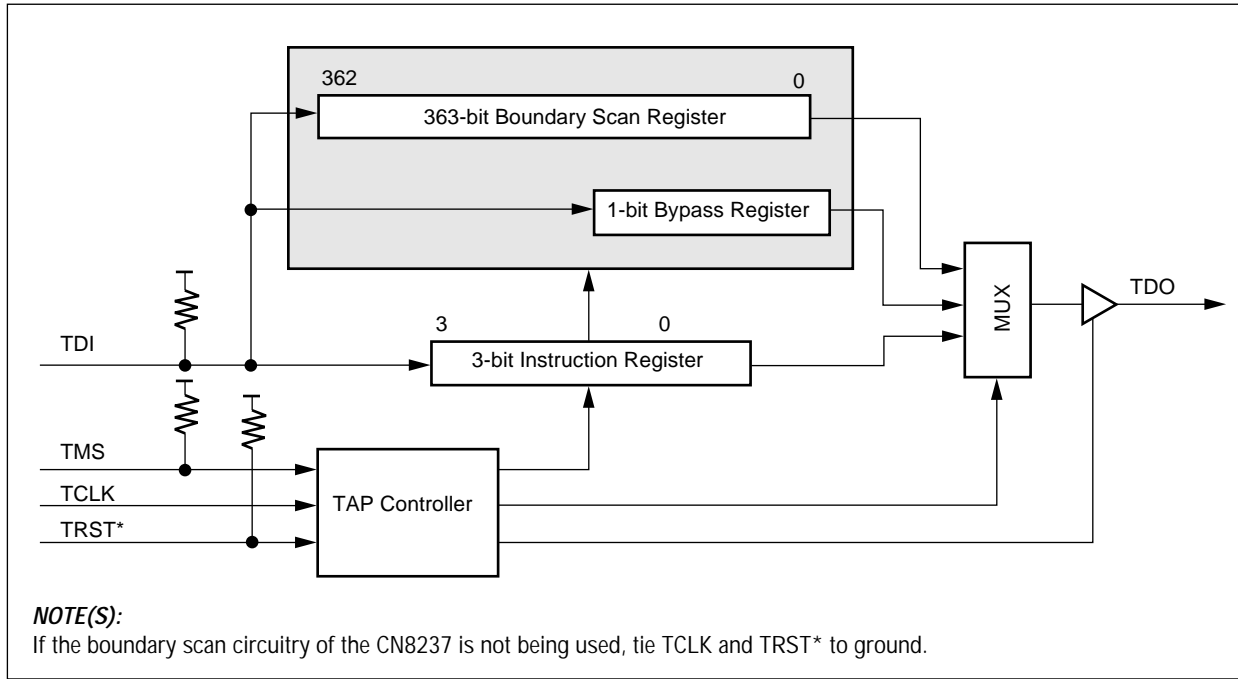 362
0
363-bit Boundary Scan Register
1-bit Bypass Register
MUX
TDO
3
0
TDI
3-bit Instruction Register
TMS
TCLK
TAP Controller
TRST*
NOTE(S):
If the boundary scan circuitry of the CN8237 is not being used, tie TCLK and TRST* to ground.